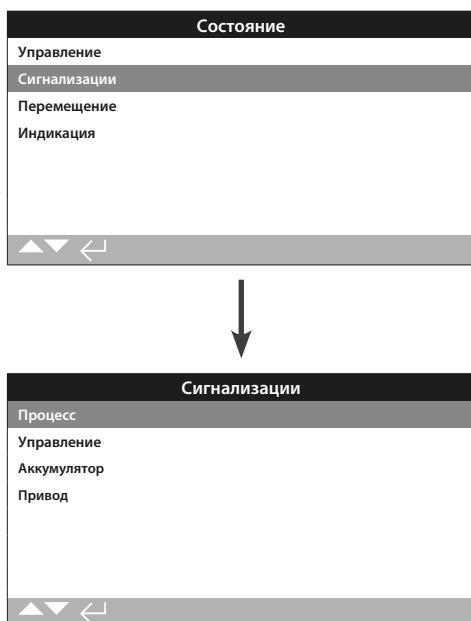 Состояние
Управление
Сигнализации
Перемещение
Индикация
Сигнализации
Процесс
Управление
Аккумулятор
Привод